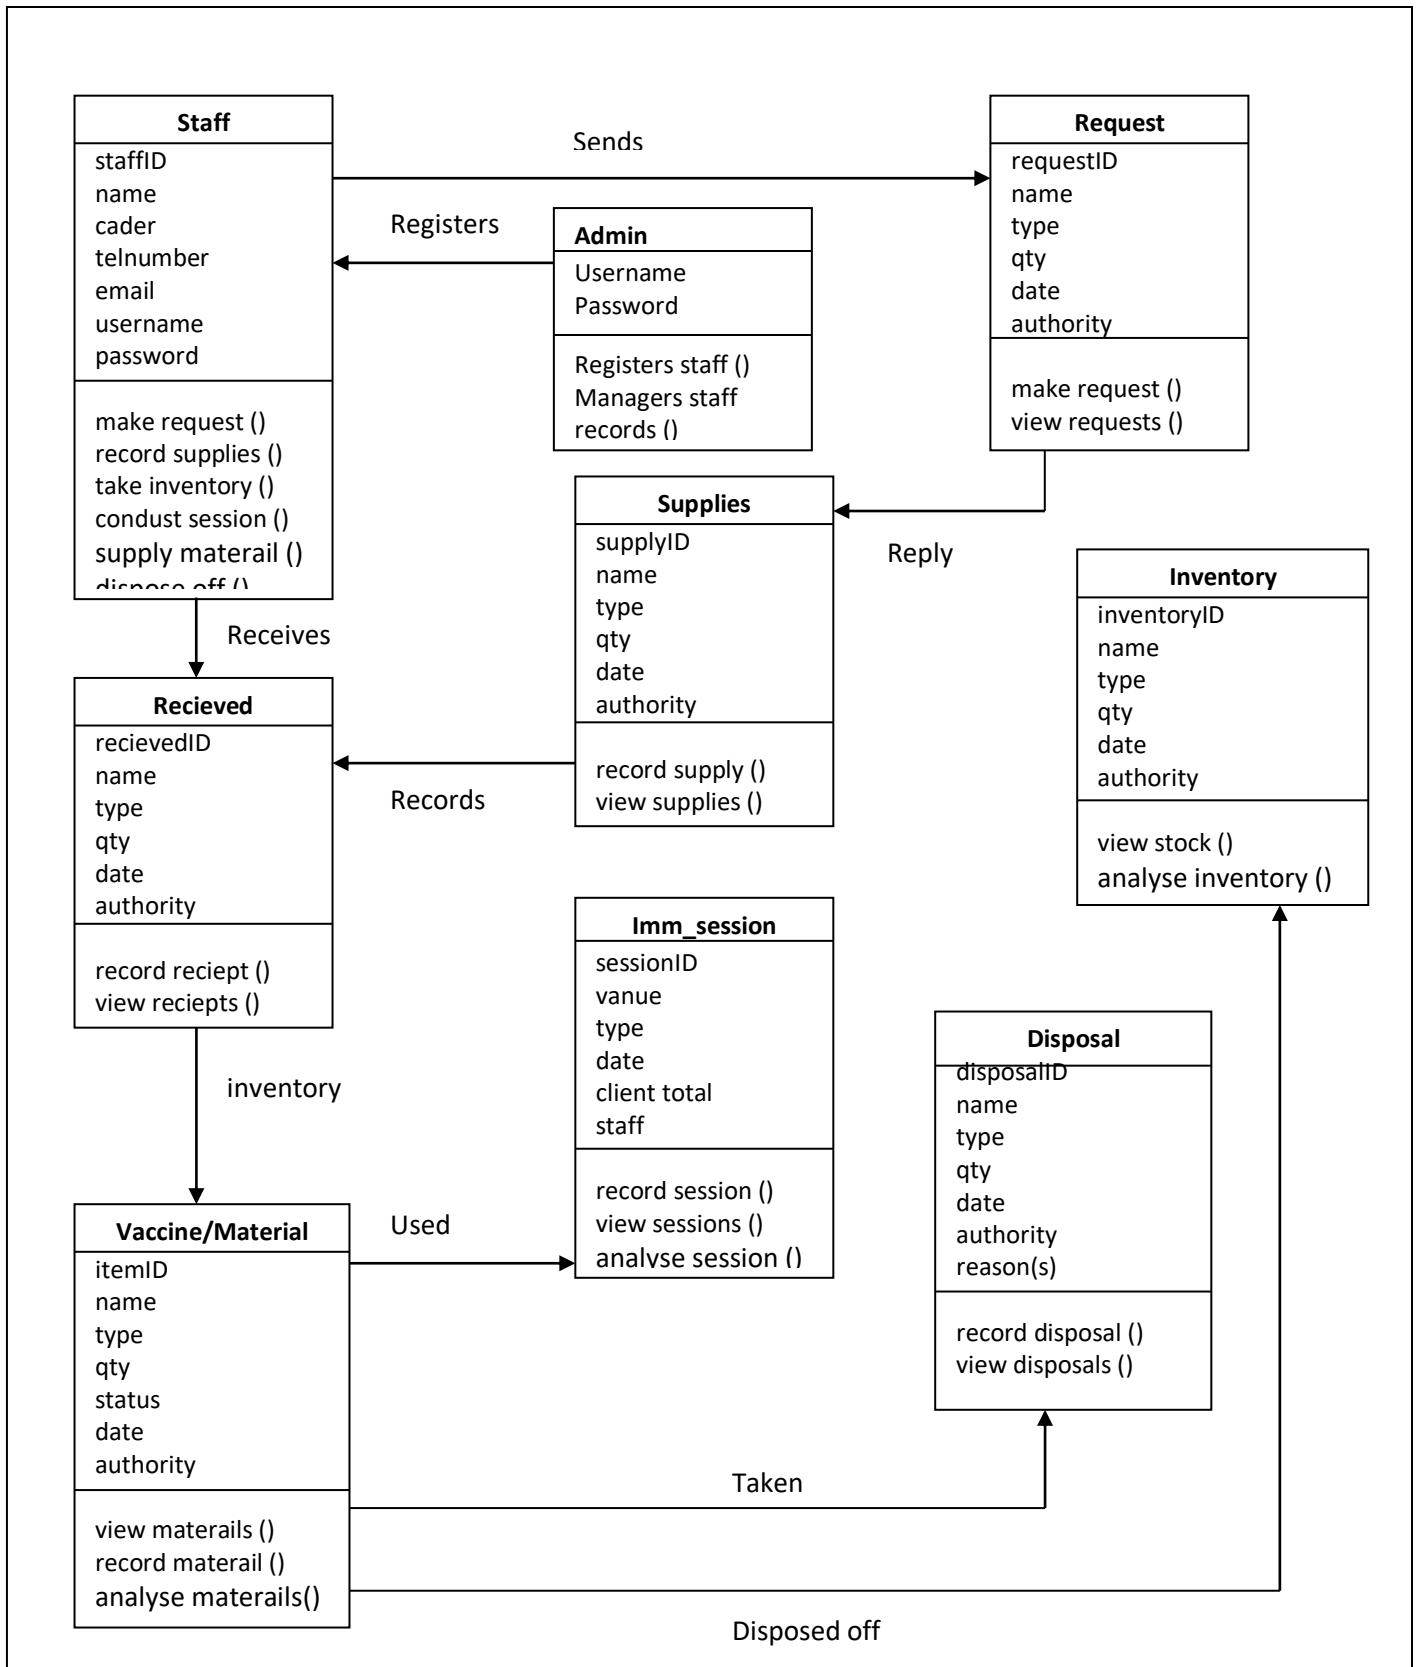 Staff
staffID
name
cader
telnumber
email
username
password
make request ()
record supplies ()
take inventory ()
condust session ()
supply materail ()
dispose off ()
Sends
Request
requestID
name
type
qty
date
authority
make request ()
view requests ()
Registers
Admin
Username
Password
Registers staff ()
Managers staff
records ()
Supplies
supplyID
name
type
qty
date
authority
record supply ()
view supplies ()
Reply
Inventory
inventoryID
name
type
qty
date
authority
view stock ()
analyse inventory ()
Receives
Recieved
recievedID
name
type
qty
date
authority
record reciept ()
view reciepts ()
Records
Imm_session
sessionID
vanue
type
date
client total
staff
record session ()
view sessions ()
analyse session ()
Disposal
disposalID
name
type
qty
date
authority
reason(s)
record disposal ()
view disposals ()
inventory
Vaccine/Material
itemID
name
type
qty
status
date
authority
view materails ()
record materail ()
analyse materails()
Used
Taken
Disposed off